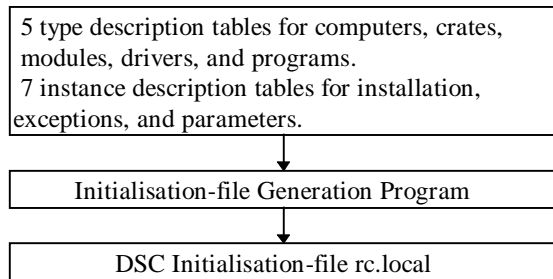 5 type description tables for computers, crates,
modules, drivers, and programs.
7 instance description tables for installation,
exceptions, and parameters.
Initialisation-file Generation Program
DSC Initialisation-file rc.local